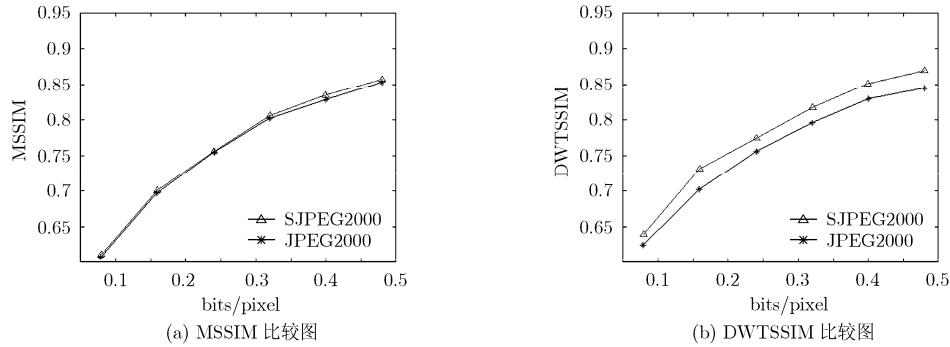 0.95
0.9
0.85
0.8
0.75
0.7
0.65
MSSIM
SJPEG2000
JPEG2000
0.1 0.2 0.3 0.4 0.5
bits/pixel
(a) MSSIM 比较图
0.95
0.9
0.85
0.8
0.75
0.7
0.65
DWTSSIM
SJPEG2000
JPEG2000
0.1 0.2 0.3 0.4 0.5
bits/pixel
(b) DWTSSIM 比较图